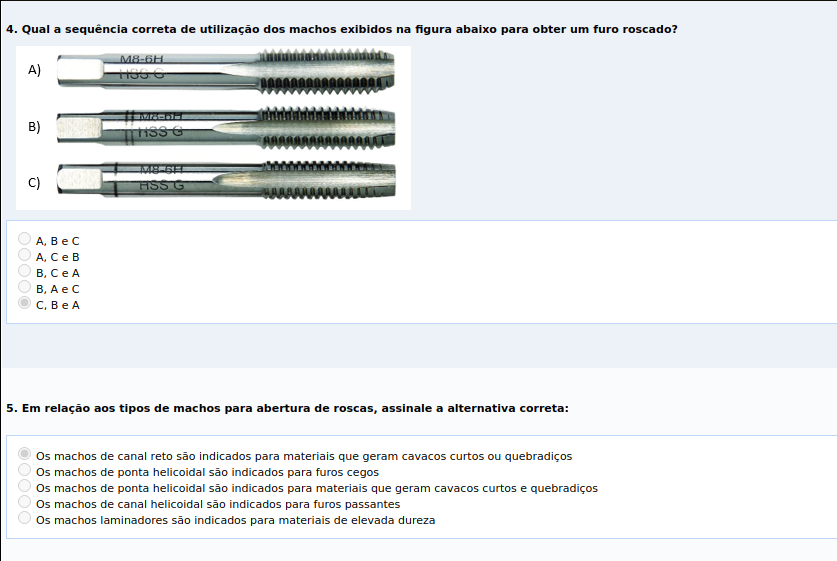 4. Qual a sequência correta de utilização dos machos exibidos na figura abaixo para obter um furo roscado?
A)
M8-6H
HSS G
B)
M8-6H
HSS G
C)
M8-6H
HSS G
A, B e C
A, C e B
B, C e A
B, A e C
C, B e A
5. Em relação aos tipos de machos para abertura de roscas, assinale a alternativa correta:
Os machos de canal reto são indicados para materiais que geram cavacos curtos ou quebradiços
Os machos de ponta helicoidal são indicados para furos cegos
Os machos de ponta helicoidal são indicados para materiais que geram cavacos curtos e quebradiços
Os machos de canal helicoidal são indicados para furos passantes
Os machos laminadores são indicados para materiais de elevada dureza